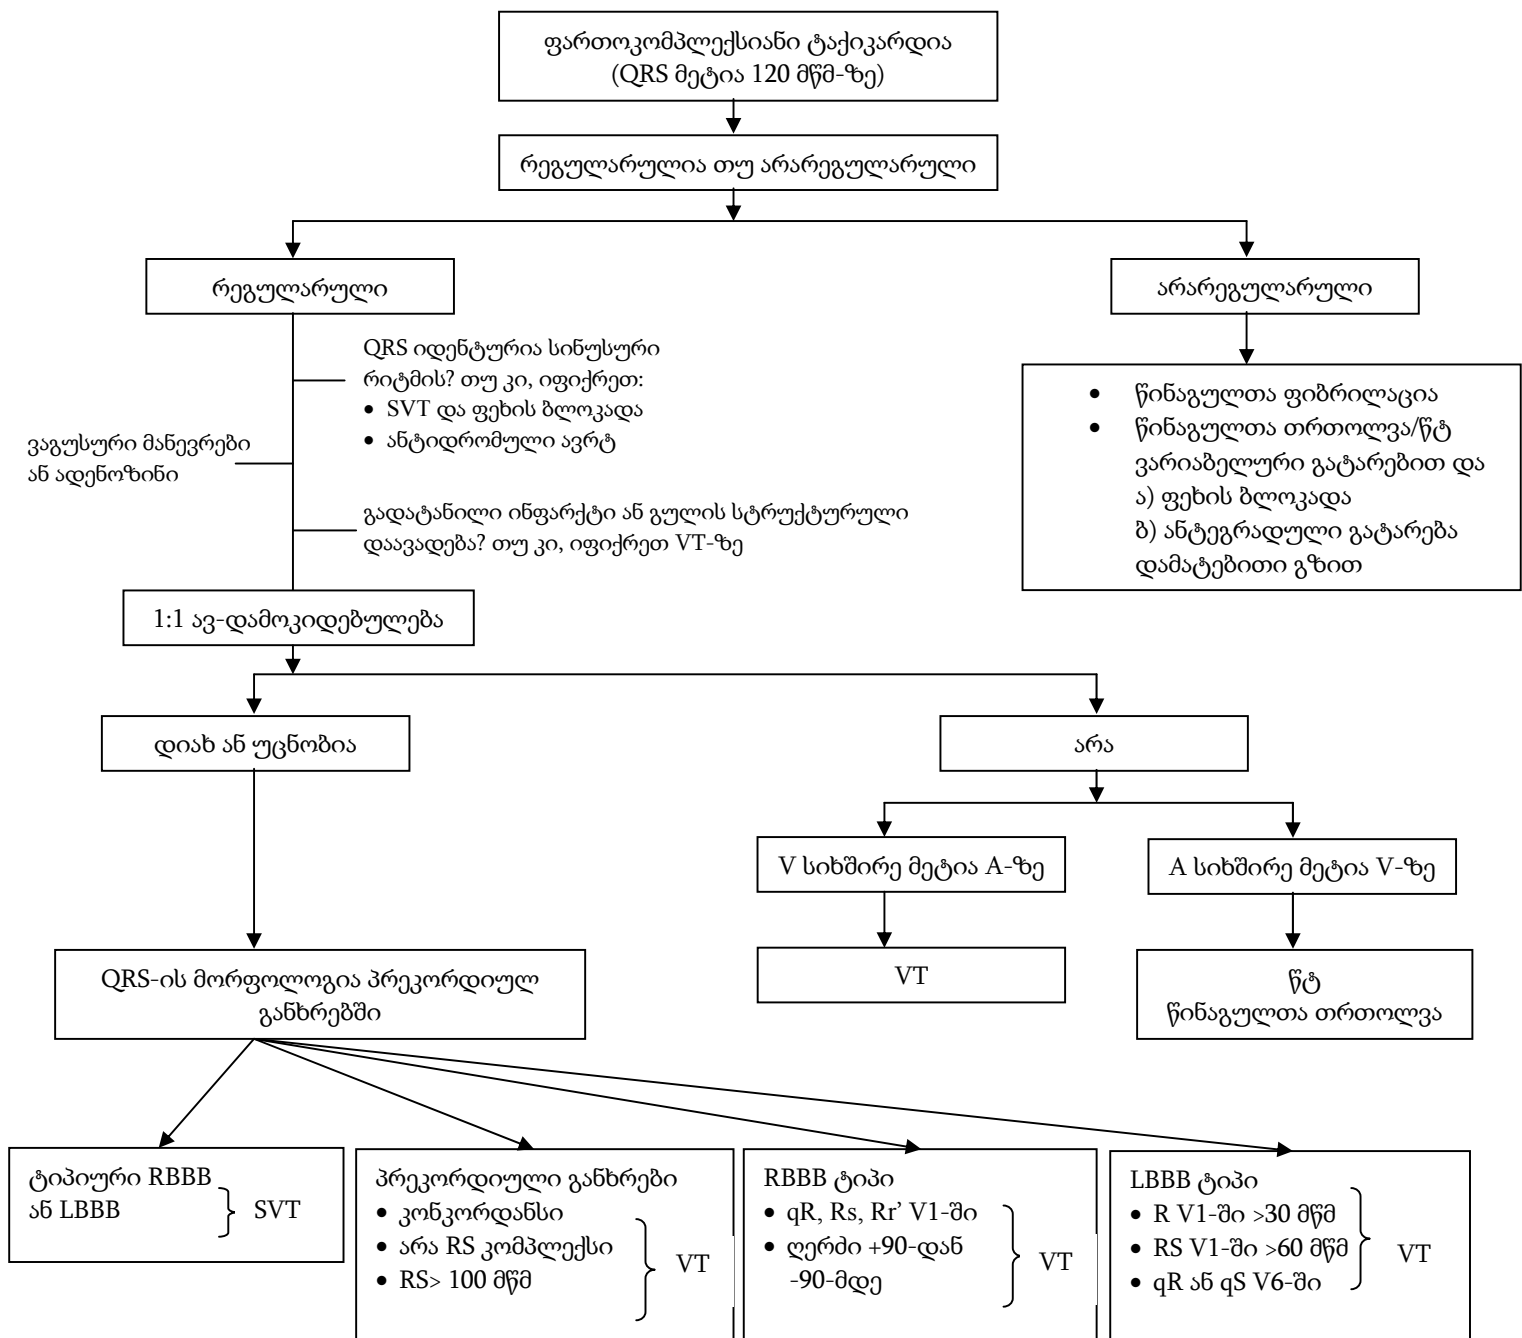 ფართოკომპლექსიანი ტაქიკარდია
(QRS მეტია 120 მწმ-ზე)
რეგულარულია თუ არარეგულარული
რეგულარული
არარეგულარული
QRS იდენტურია სინუსური
რიტმის? თუ კი, იფიქრეთ:
• SVT და ფეხის ბლოკადა
• ანტიდრომული ავრტ
ვაგუსური მანევრები
ან ადენოზინი
გადატანილი ინფარქტი ან გულის სტრუქტურული
დაავადება? თუ კი, იფიქრეთ VT-ზე
• წინაგულთა ფიბრილაცია
• წინაგულთა თრთოლვა/წტ
ვარიაბელური გატარებით და
ა) ფეხის ბლოკადა
ბ) ანტეგრადული გატარება
დამატებითი გზით
1:1 ავ-დამოკიდებულება
დიახ ან უცნობია
არა
V სიხშირე მეტია A-ზე
A სიხშირე მეტია V-ზე
VT
წტ
წინაგულთა თრთოლვა
QRS-ის მორფოლოგია პრეკორდიულ
განხრებში
ტიპიური RBBB
ან LBBB
SVT
პრეკორდიული განხრები
• კონკორდანსი
• არა RS კომპლექსი
• RS> 100 მწმ
VT
RBBB ტიპი
• qR, Rs, Rr’ V1-ში
• ღერძი +90-დან
-90-მდე
VT
LBBB ტიპი
• R V1-ში >30 მწმ
• RS V1-ში >60 მწმ
• qR ან qS V6-ში
VT